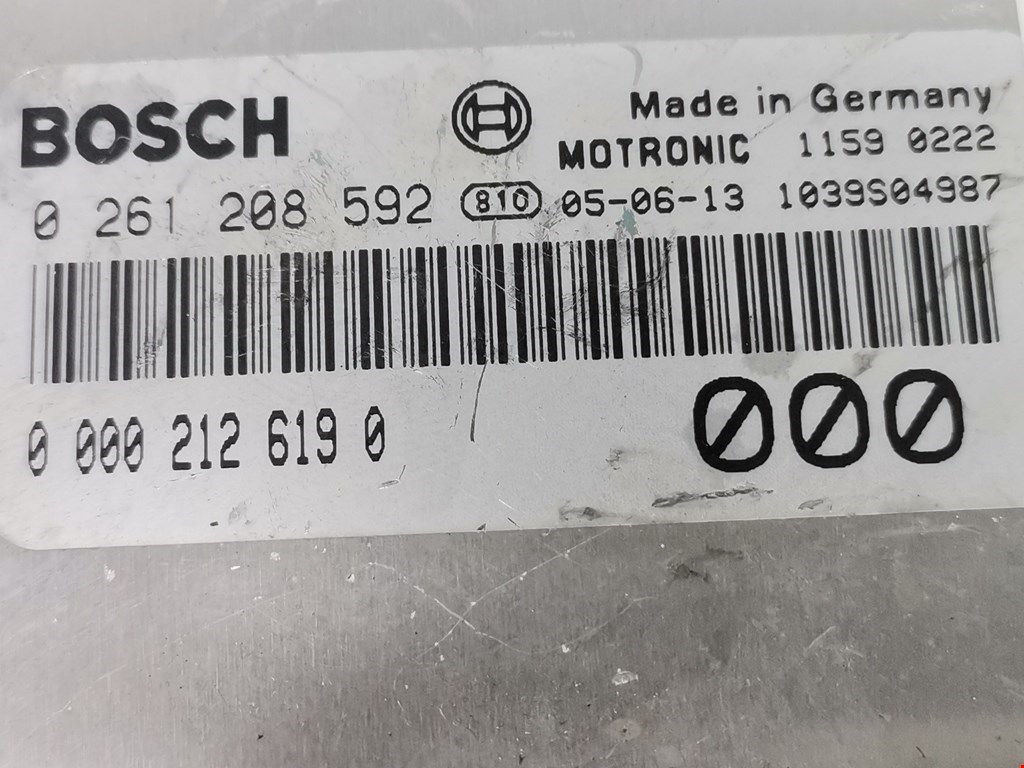 BOSCH
Made in Germany
MOTRONIC 1159 0222
0 261 208 592 810 05-06-13 1039S04987
0 000 212 619 0
000